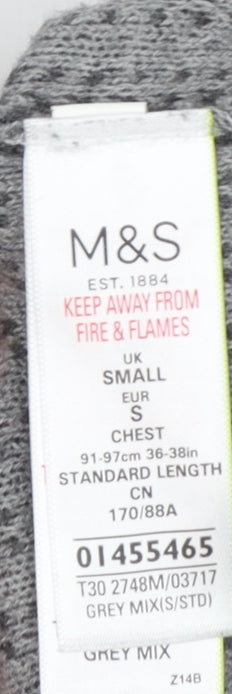 M&S
EST. 1884
KEEP AWAY FROM
FIRE & FLAMES
UK
SMALL
EUR
S
CHEST
91-97cm 36-38in
STANDARD LENGTH
CN
170/88A
01455465
T30 2748M/03717
GREY MIX(S/STD)
GREY MIX
Z14B